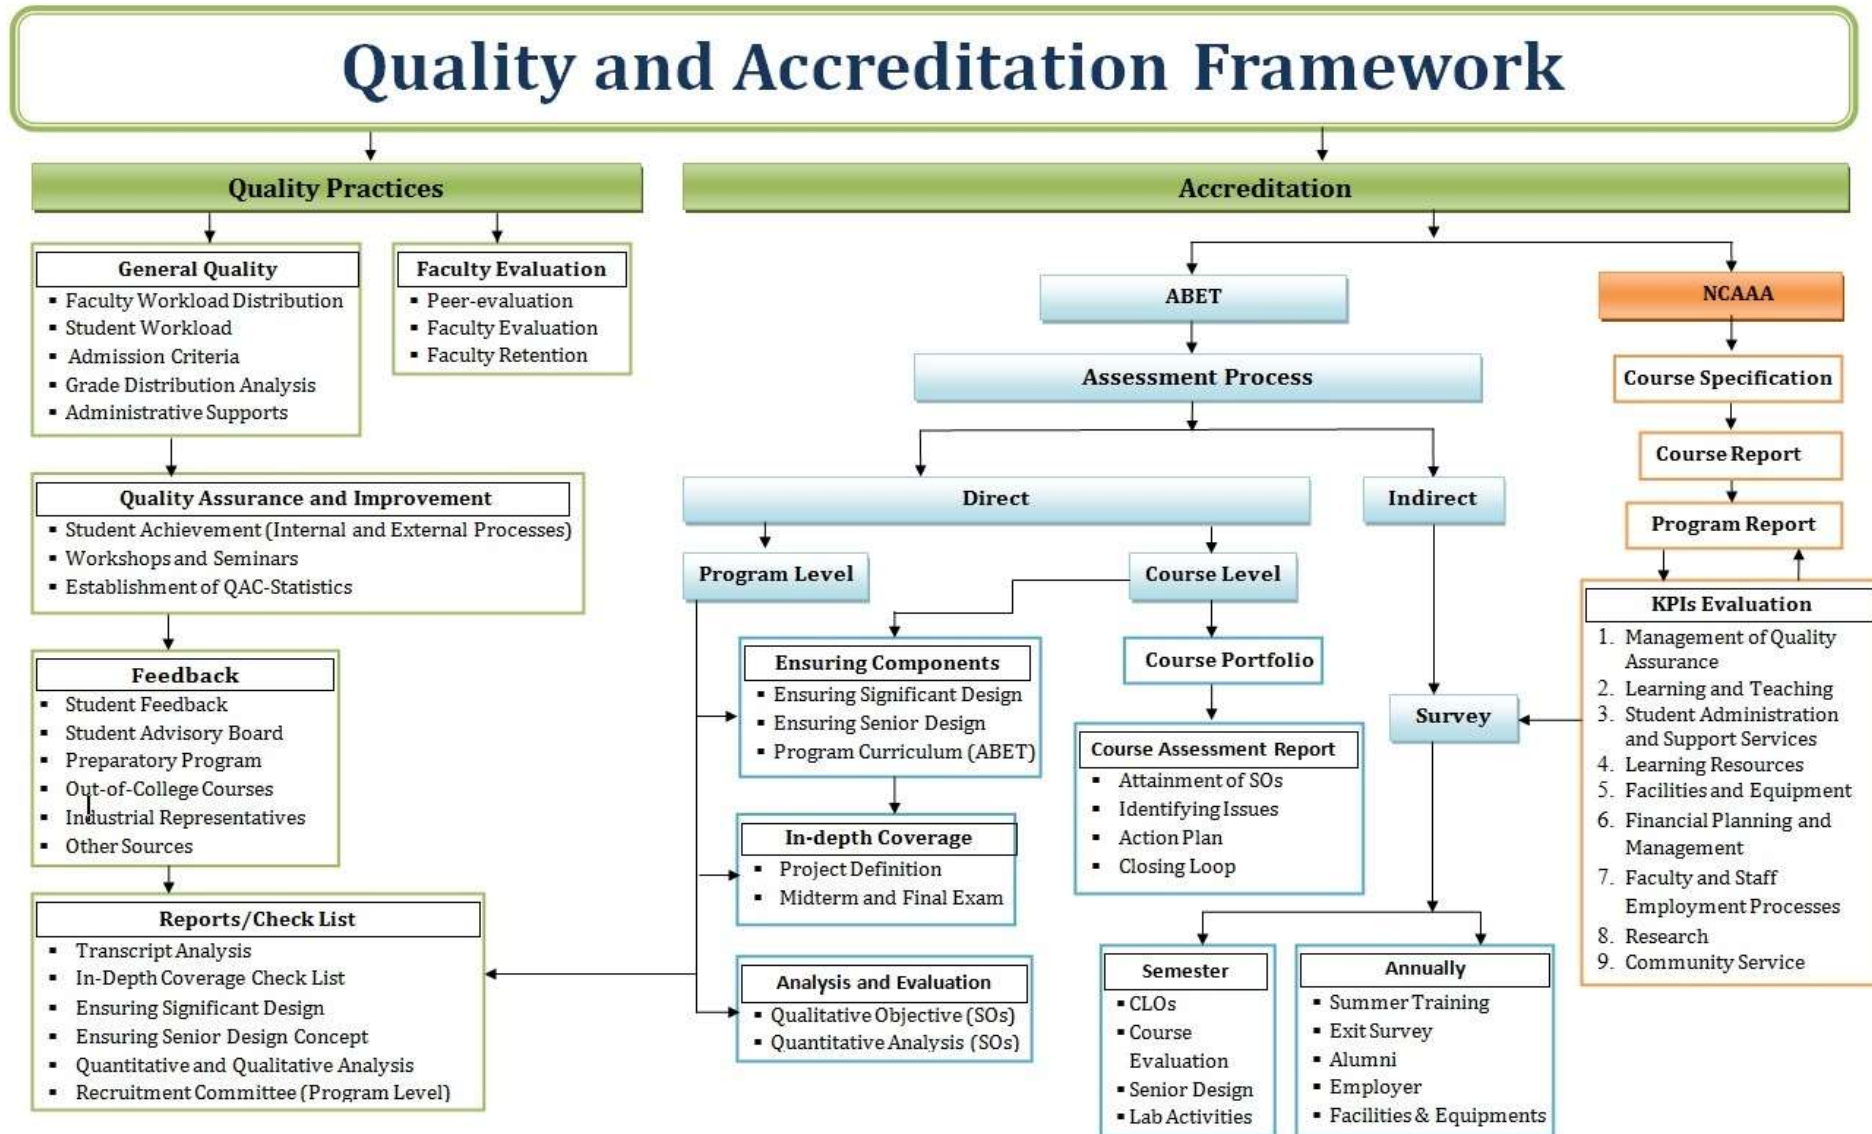 Quality and Accreditation Framework
Quality Practices
Accreditation
General Quality
Faculty Workload Distribution
Student Workload
Admission Criteria
Grade Distribution Analysis
Administrative Supports
Faculty Evaluation
Peer-evaluation
Faculty Evaluation
Faculty Retention
Quality Assurance and Improvement
Student Achievement (Internal and External Processes)
Workshops and Seminars
Establishment of QAC-Statistics
Feedback
Student Feedback
Student Advisory Board
Preparatory Program
Out-of-College Courses
Industrial Representatives
Other Sources
Reports/Check List
Transcript Analysis
In-Depth Coverage Check List
Ensuring Significant Design
Ensuring Senior Design Concept
Quantitative and Qualitative Analysis
Recruitment Committee (Program Level)
ABET
Assessment Process
Direct
Indirect
Program Level
Course Level
Ensuring Components
Ensuring Significant Design
Ensuring Senior Design
Program Curriculum (ABET)
In-depth Coverage
Project Definition
Midterm and Final Exam
Analysis and Evaluation
Qualitative Objective (SOs)
Quantitative Analysis (SOs)
Course Portfolio
Course Assessment Report
Attainment of SOs
Identifying Issues
Action Plan
Closing Loop
Survey
Semester
CLOs
Course
Evaluation
Senior Design
Lab Activities
Annually
Summer Training
Exit Survey
Alumni
Employer
Facilities & Equipments
NCAAA
Course Specification
Course Report
Program Report
KPIs Evaluation
1. Management of Quality
Assurance
2. Learning and Teaching
3. Student Administration
and Support Services
4. Learning Resources
5. Facilities and Equipment
6. Financial Planning and
Management
7. Faculty and Staff
Employment Processes
8. Research
9. Community Service